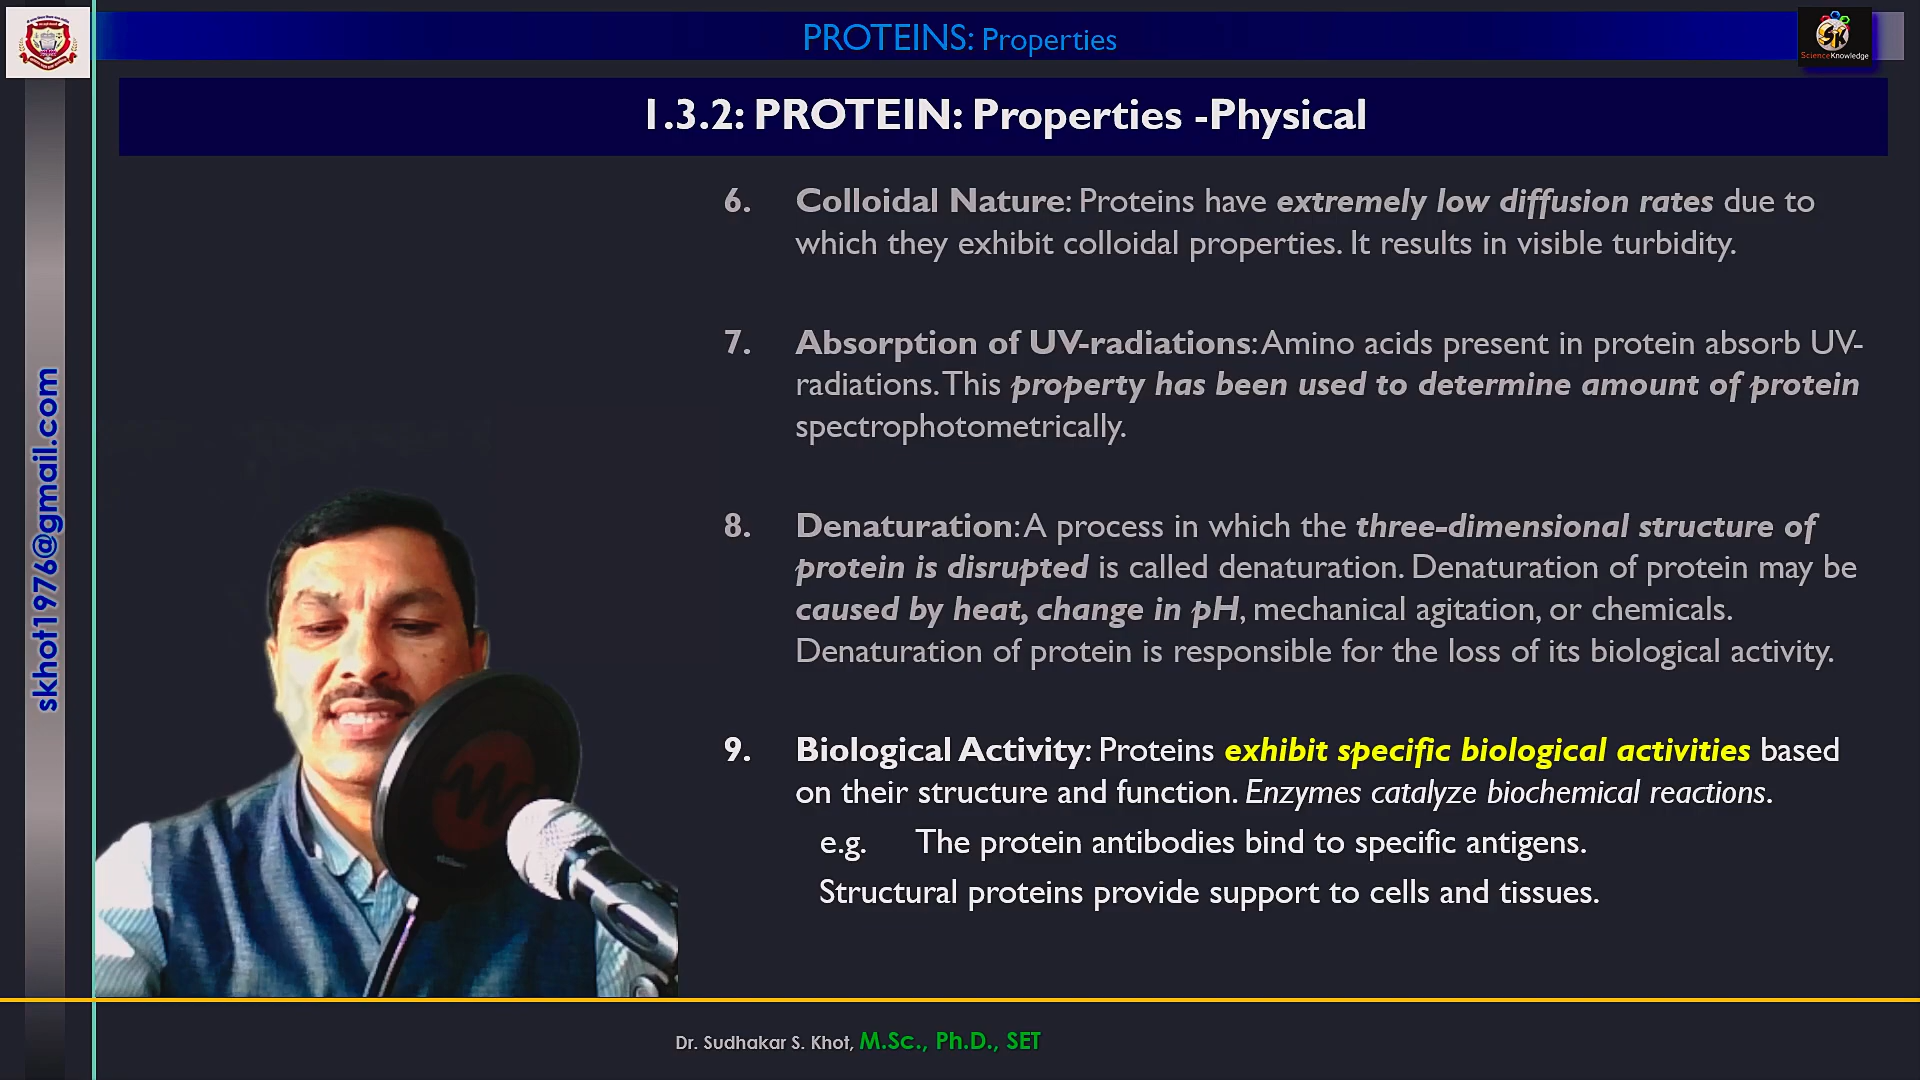 PROTEINS: Properties
ScienceKnowledge
1.3.2: PROTEIN: Properties -Physical
6. Colloidal Nature: Proteins have extremely low diffusion rates due to
which they exhibit colloidal properties. It results in visible turbidity.
7. Absorption of UV-radiations: Amino acids present in protein absorb UV-
radiations. This property has been used to determine amount of protein
spectrophotometrically.
8. Denaturation: A process in which the three-dimensional structure of
protein is disrupted is called denaturation. Denaturation of protein may be
caused by heat, change in pH, mechanical agitation, or chemicals.
Denaturation of protein is responsible for the loss of its biological activity.
9. Biological Activity: Proteins exhibit specific biological activities based
on their structure and function. Enzymes catalyze biochemical reactions.
e.g. The protein antibodies bind to specific antigens.
Structural proteins provide support to cells and tissues.
skhot1976@gmail.com
Dr. Sudhakar S. Khot, M.Sc., Ph.D., SET